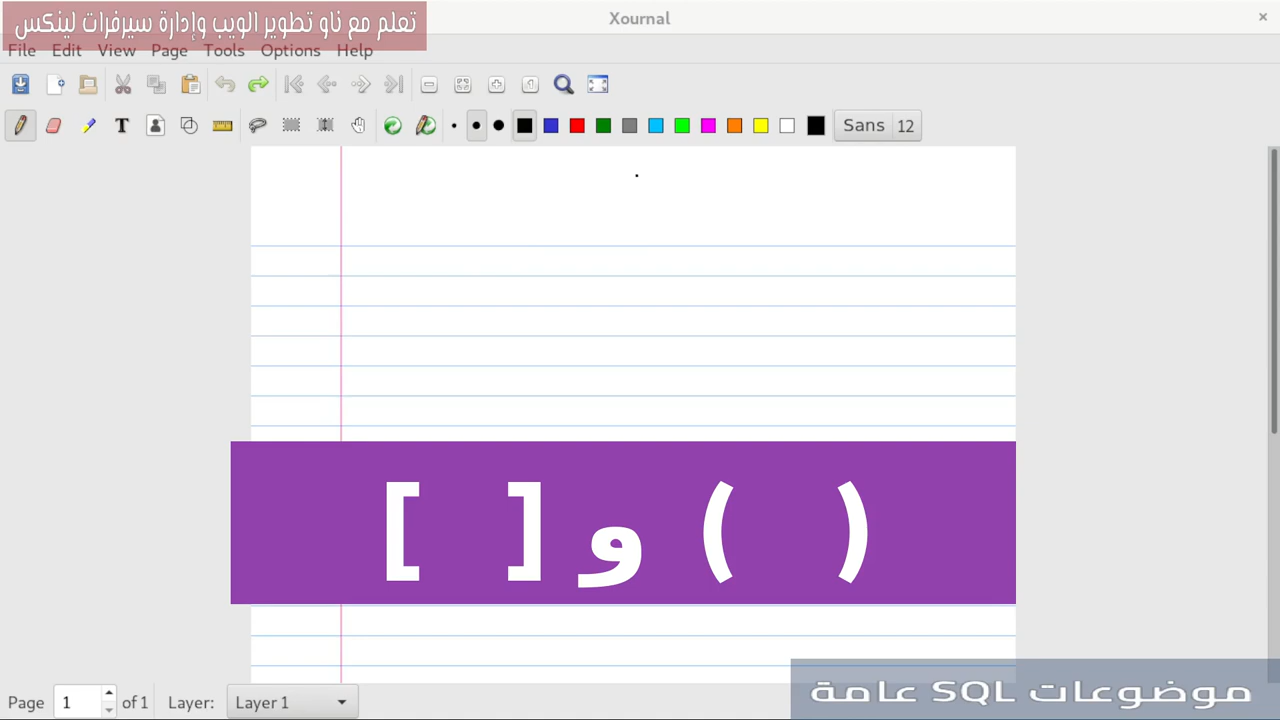 تعلم مع ناو تطوير الويب وإدارة سيرفرات لينكس
Xournal
File Edit View Page Tools Options Help
Sans 12
( ) و [ ]
Page 1 of 1 Layer: Layer 1
موضوعات SQL عامة